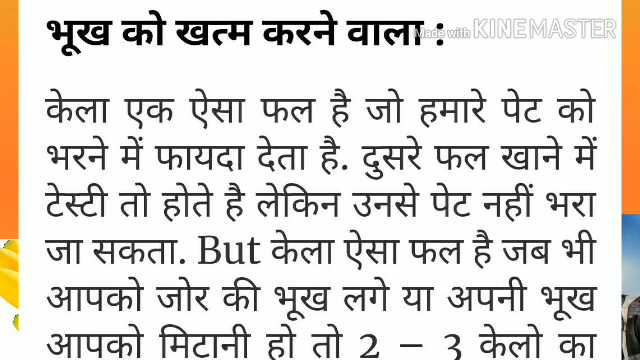 भूख को खत्म करने वाला :
Made with KINEMASTER
केला एक ऐसा फल है जो हमारे पेट को
भरने में फायदा देता है. दुसरे फल खाने में
टेस्टी तो होते है लेकिन उनसे पेट नहीं भरा
जा सकता. But केला ऐसा फल है जब भी
आपको जोर की भूख लगे या अपनी भूख
आपको मिटानी हो तो 2 – 3 केलो का